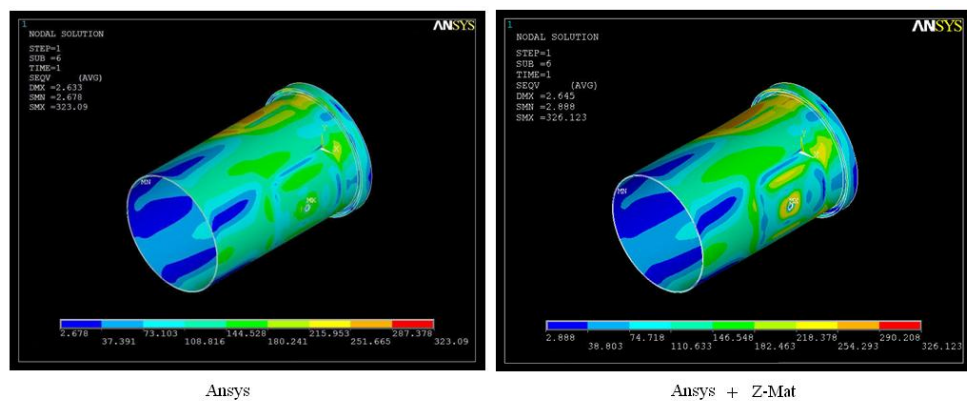 1
ANSYS
NODAL SOLUTION
STEP=1
SUB =6
TIME=1
SEQV (AVG)
DMX =2.633
SMN =2.678
SMX =323.09
MN
MX
2.678 73.103 144.528 215.953 287.378
37.391 108.816 180.241 251.665 323.09
Ansys
1
ANSYS
NODAL SOLUTION
STEP=1
SUB =6
TIME=1
SEQV (AVG)
DMX =2.645
SMN =2.888
SMX =326.123
MN
2.888 74.718 146.548 218.378 290.208
38.803 110.633 182.463 254.293 326.123
Ansys + Z-Mat